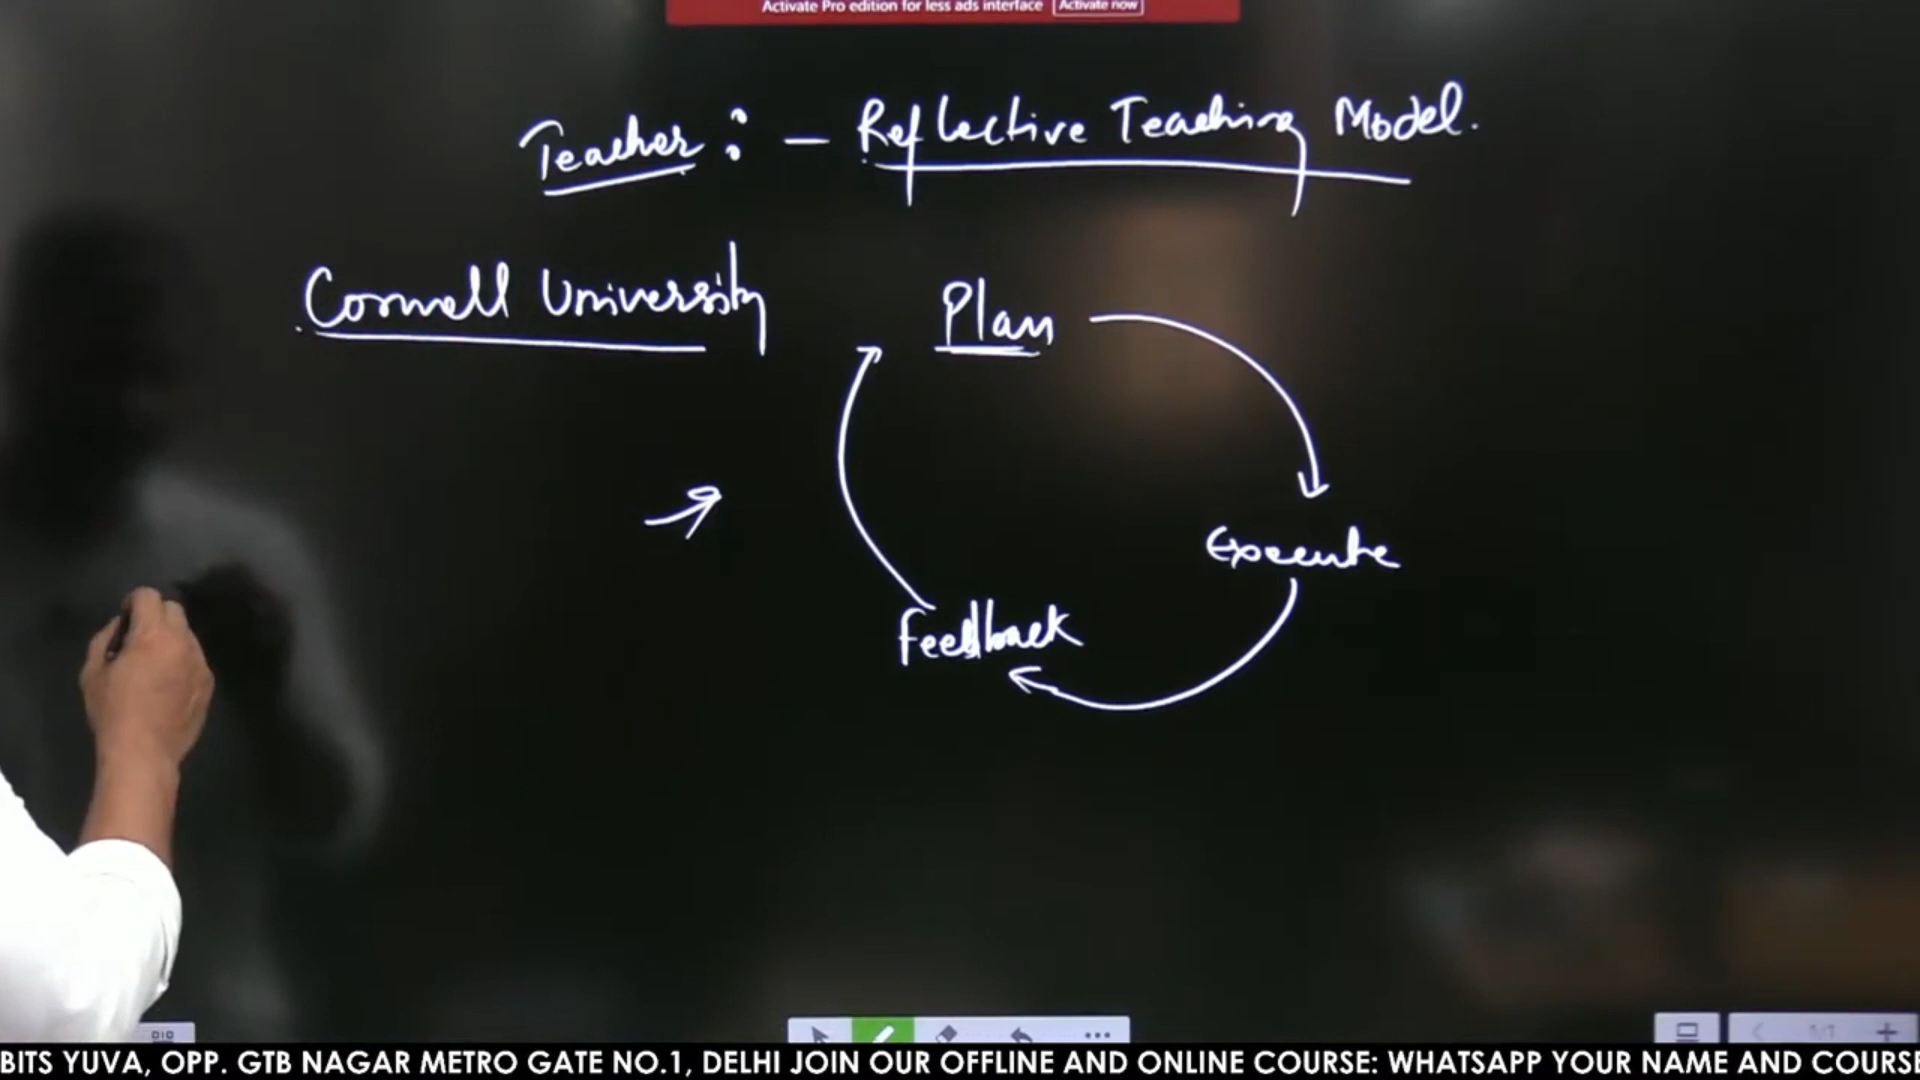 Activate Pro edition for less ads interface Activate now
Teacher : – Reflective Teaching Model.
Cornell University
Plan
Execute
Feedback
BITS YUVA, OPP. GTB NAGAR METRO GATE NO.1, DELHI JOIN OUR OFFLINE AND ONLINE COURSE: WHATSAPP YOUR NAME AND COURSE